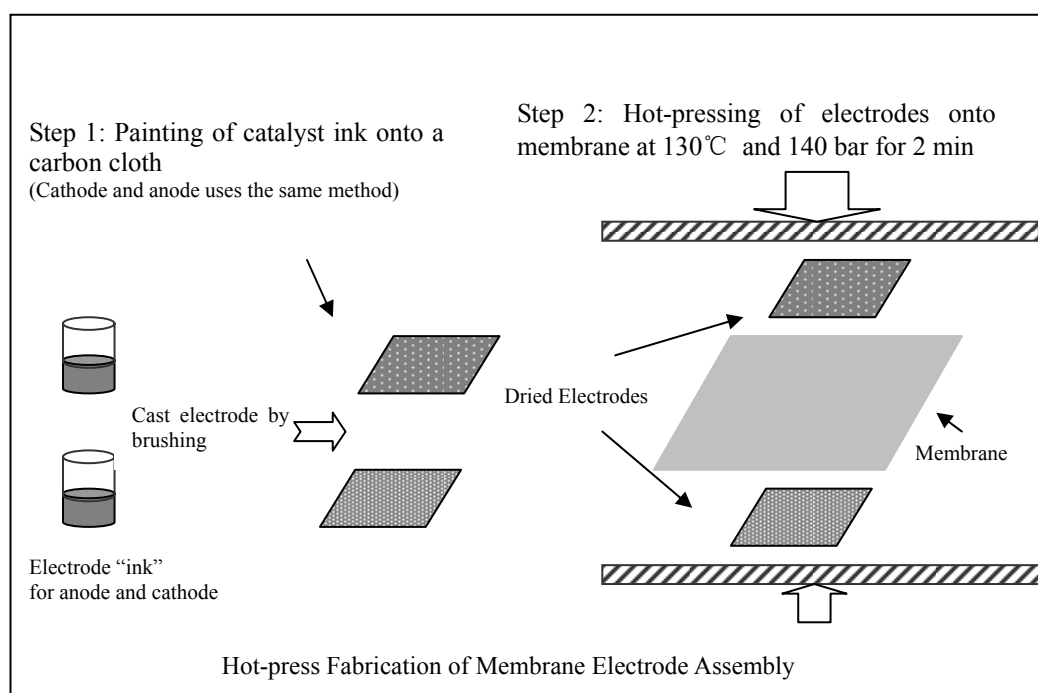 Step 1: Painting of catalyst ink onto a
carbon cloth
(Cathode and anode uses the same method)
Step 2: Hot-pressing of electrodes onto
membrane at 130℃ and 140 bar for 2 min
Cast electrode by
brushing
Dried Electrodes
Membrane
Electrode “ink”
for anode and cathode
Hot-press Fabrication of Membrane Electrode Assembly